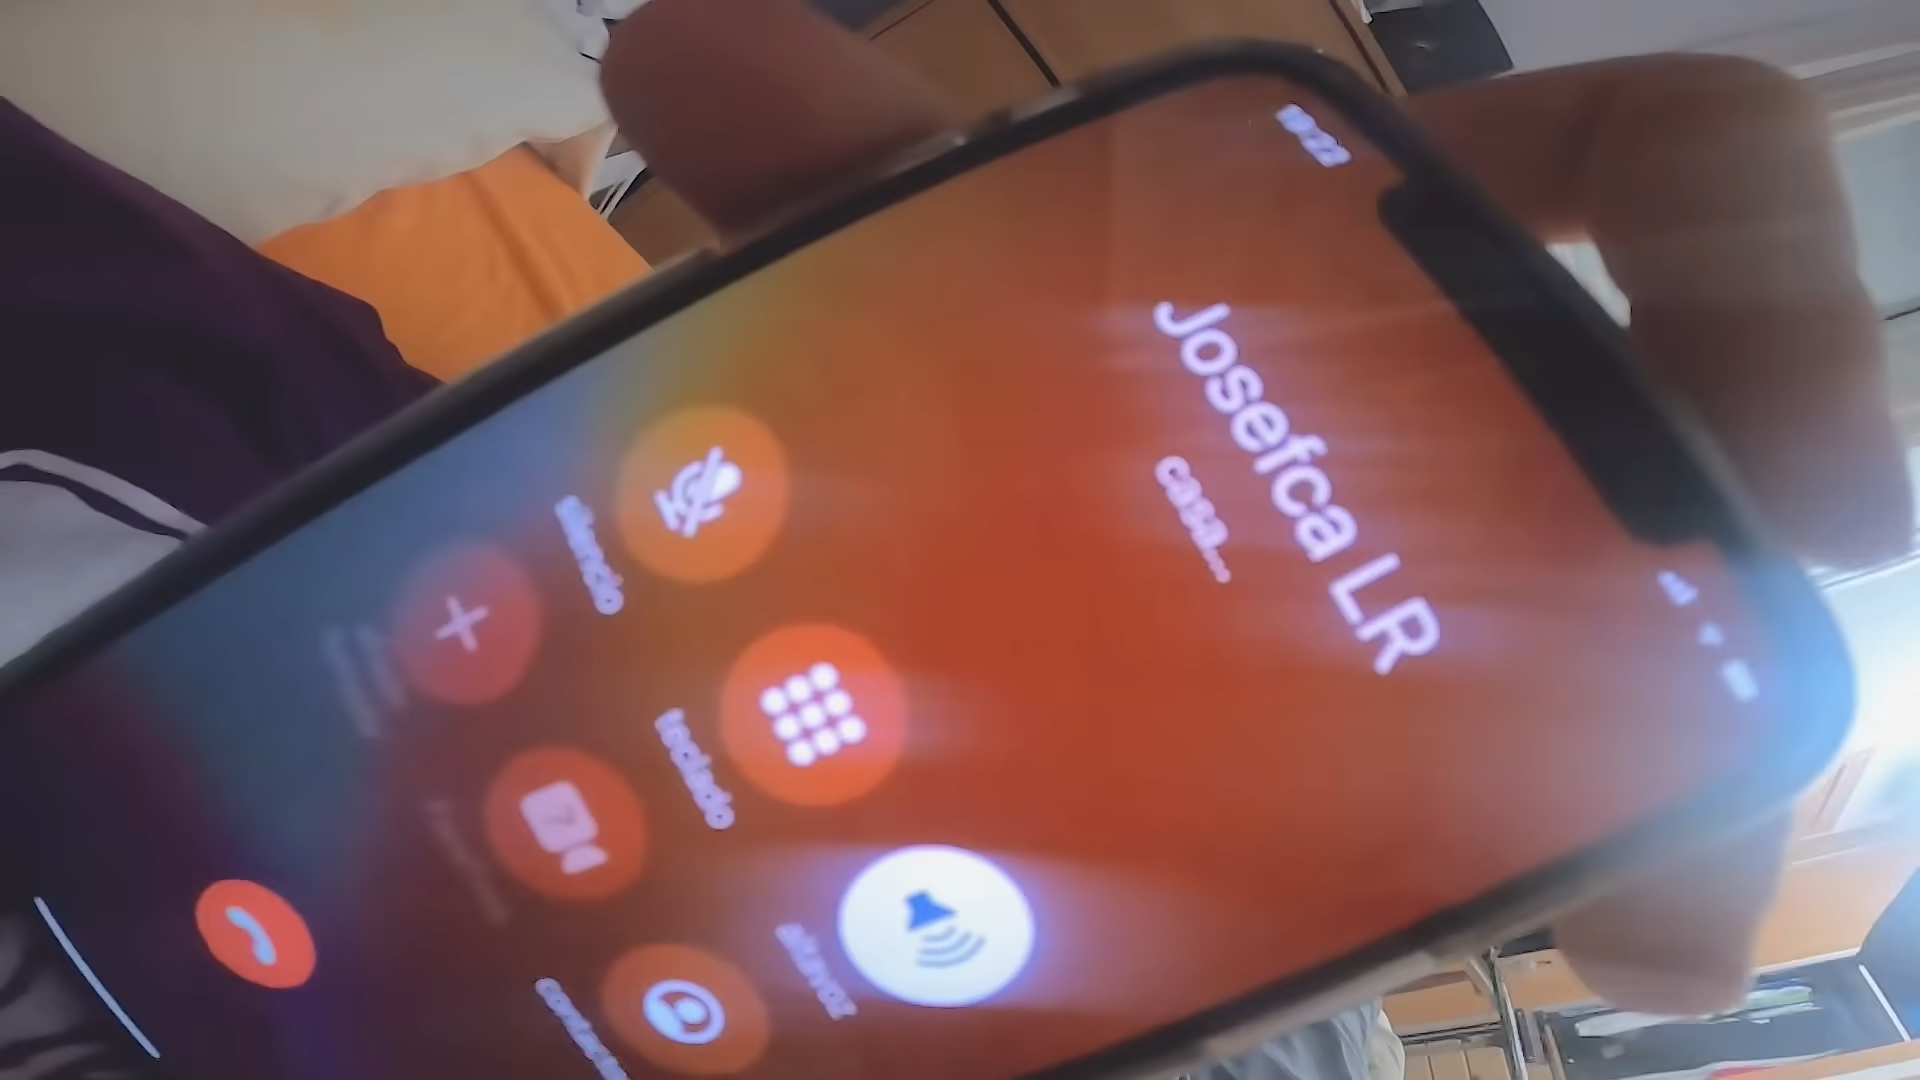 Josefca LR
casa...
silencio
teclado
altavoz